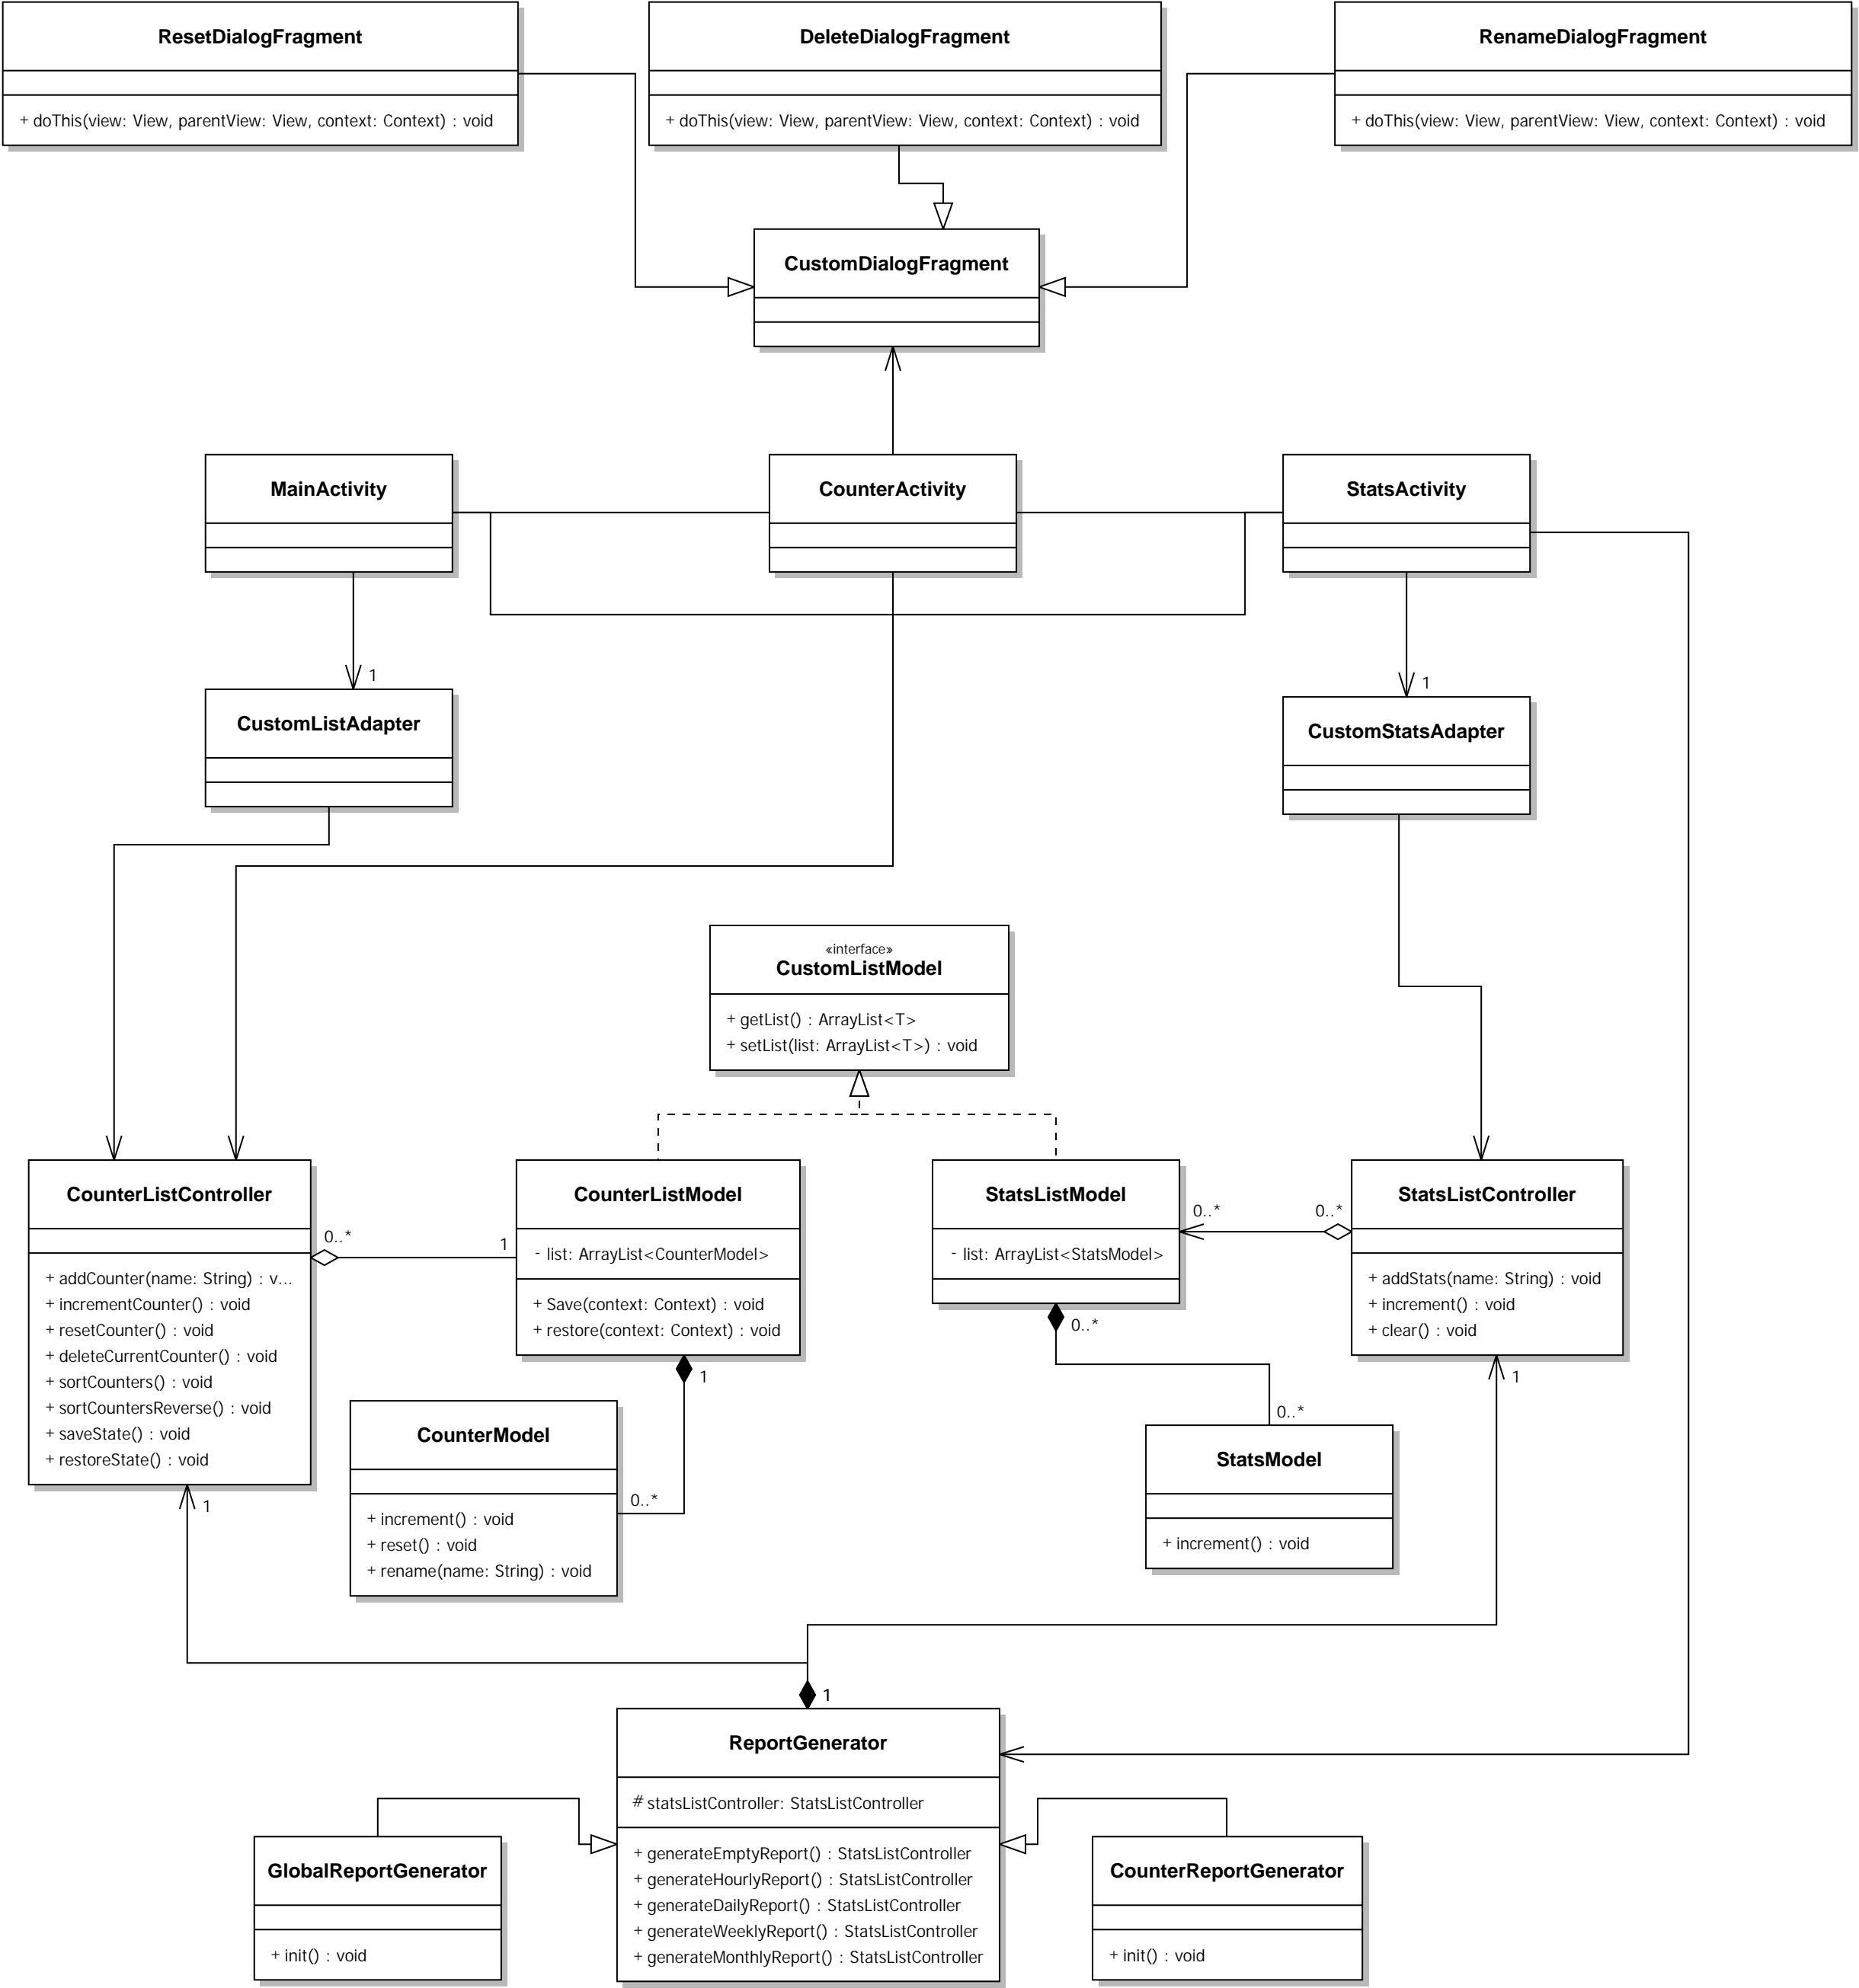 ResetDialogFragment
+ doThis(view: View, parentView: View, context: Context) : void
DeleteDialogFragment
+ doThis(view: View, parentView: View, context: Context) : void
RenameDialogFragment
+ doThis(view: View, parentView: View, context: Context) : void
CustomDialogFragment
MainActivity
CounterActivity
StatsActivity
1
CustomListAdapter
1
CustomStatsAdapter
«interface»
CustomListModel
+ getList() : ArrayList<T>
+ setList(list: ArrayList<T>) : void
CounterListController
+ addCounter(name: String) : v...
+ incrementCounter() : void
+ resetCounter() : void
+ deleteCurrentCounter() : void
+ sortCounters() : void
+ sortCountersReverse() : void
+ saveState() : void
+ restoreState() : void
0..*
1
CounterListModel
- list: ArrayList<CounterModel>
+ Save(context: Context) : void
+ restore(context: Context) : void
StatsListModel
- list: ArrayList<StatsModel>
0..*
0..*
StatsListController
+ addStats(name: String) : void
+ increment() : void
+ clear() : void
1
0..*
1
CounterModel
+ increment() : void
+ reset() : void
+ rename(name: String) : void
0..*
0..*
StatsModel
+ increment() : void
1
1
ReportGenerator
# statsListController: StatsListController
+ generateEmptyReport() : StatsListController
+ generateHourlyReport() : StatsListController
+ generateDailyReport() : StatsListController
+ generateWeeklyReport() : StatsListController
+ generateMonthlyReport() : StatsListController
GlobalReportGenerator
+ init() : void
CounterReportGenerator
+ init() : void